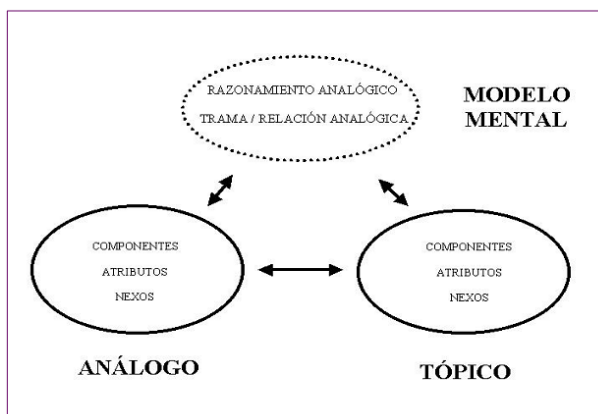 RAZONAMIENTO ANALÓGICO
TRAMA / RELACIÓN ANALÓGICA
MODELO
MENTAL
COMPONENTES
ATRIBUTOS
NEXOS
COMPONENTES
ATRIBUTOS
NEXOS
ANÁLOGO
TÓPICO